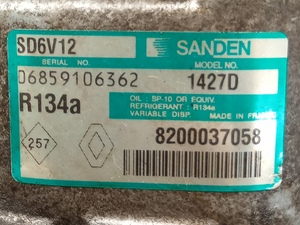 SD6V12 SANDEN
SERIAL NO. MODEL NO.
06859106362 1427D
R134a
OIL : SP-10 OR EQUIV.
REFRIGERANT : R134a
VARIABLE DISP. MADE IN
257
8200037058